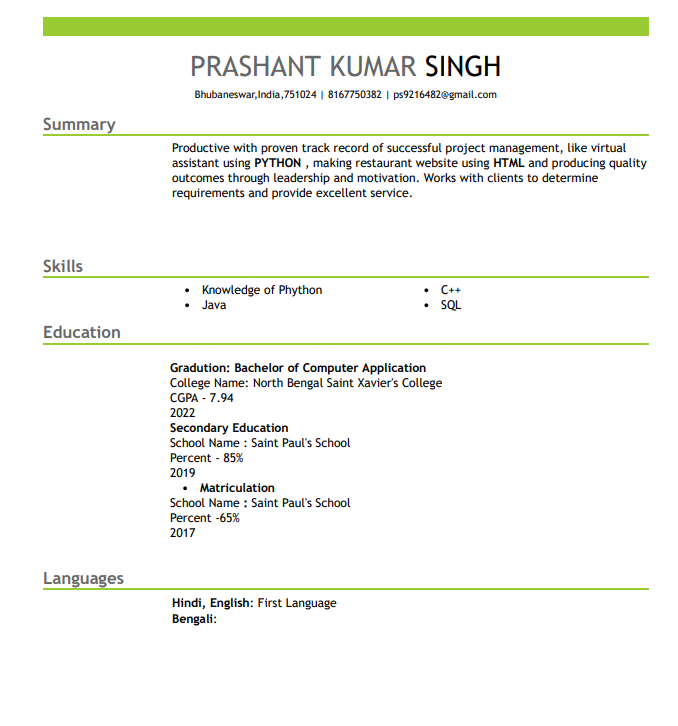 PRASHANT KUMAR SINGH
Bhubaneswar,India,751024 | 8167750382 | ps9216482@gmail.com
Summary
Productive with proven track record of successful project management, like virtual
assistant using PYTHON , making restaurant website using HTML and producing quality
outcomes through leadership and motivation. Works with clients to determine
requirements and provide excellent service.
Skills
• Knowledge of Phython
• Java
• C++
• SQL
Education
Gradution: Bachelor of Computer Application
College Name: North Bengal Saint Xavier's College
CGPA - 7.94
2022
Secondary Education
School Name : Saint Paul's School
Percent - 85%
2019
• Matriculation
School Name : Saint Paul's School
Percent -65%
2017
Languages
Hindi, English: First Language
Bengali: